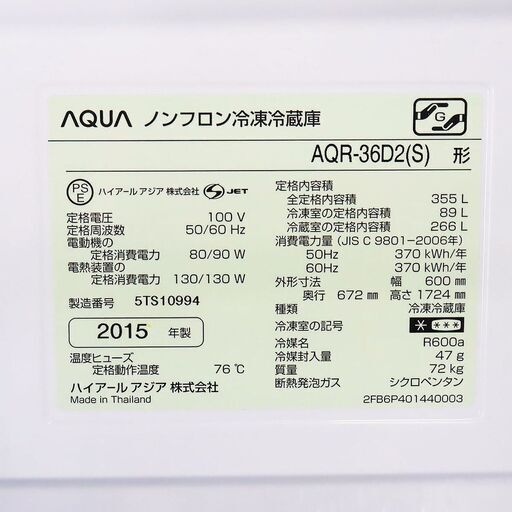 AQUA ノンフロン冷凍冷蔵庫
G
AQR-36D2(S) 形
PS E ハイアール アジア 株式会社 S JET
定格電圧 100 V
定格周波数 50/60 Hz
電動機の
定格消費電力 80/90 W
電熱装置の
定格消費電力 130/130 W
製造番号 5TS10994
2015 年製
温度ヒューズ
定格動作温度 76℃
ハイアール アジア 株式会社
Made in Thailand
定格内容積
全定格内容積 355 L
冷凍室の定格内容積 89 L
冷蔵室の定格内容積 266 L
消費電力量 (JIS C 9801-2006年)
50Hz 370 kWh/年
60Hz 370 kWh/年
外形寸法 幅 600 ㎜
奥行 672 ㎜ 高さ 1724 ㎜
種類 冷凍冷蔵庫
冷凍室の記号 * ***
冷媒名 R600a
冷媒封入量 47 g
質量 72 kg
断熱発泡ガス シクロペンタン
2FB6P401440003